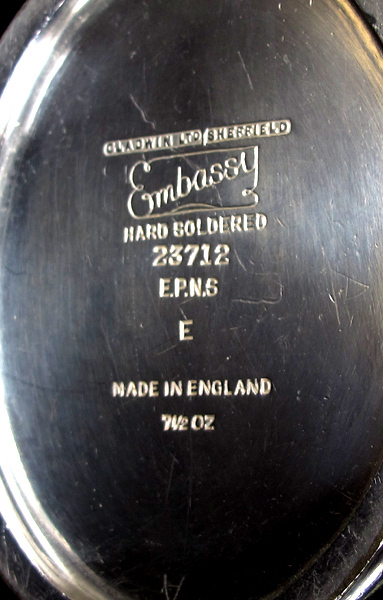 GLADWIN LTD SHEFFIELD
Embassy
HARD SOLDERED
23712
E.P.N.S
E
MADE IN ENGLAND
7½ OZ